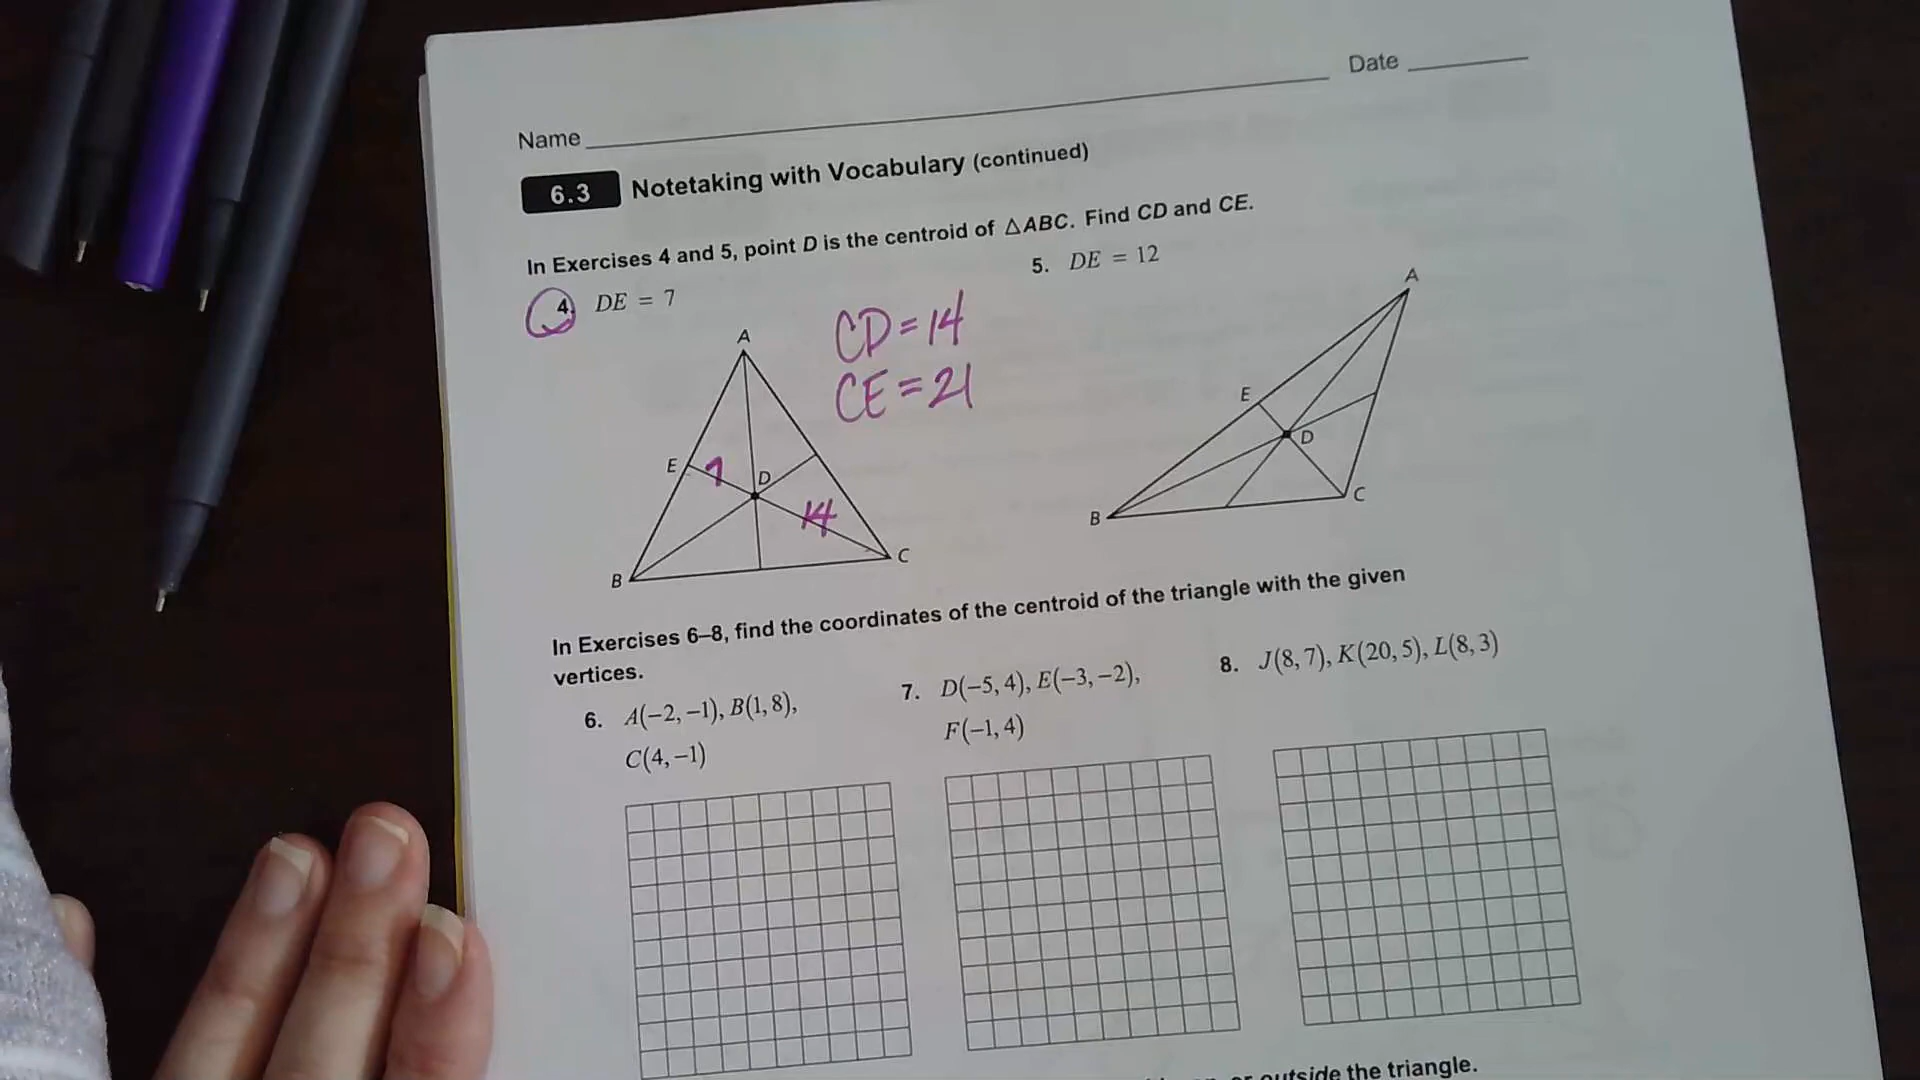 Name Date
6.3 Notetaking with Vocabulary (continued)
In Exercises 4 and 5, point D is the centroid of △ABC. Find CD and CE.
4. DE = 7
5. DE = 12
CD = 14
CE = 21
A
E 7 D
14
B C
A
E
D
B C
In Exercises 6–8, find the coordinates of the centroid of the triangle with the given
vertices.
6. A(−2, −1), B(1, 8),
C(4, −1)
7. D(−5, 4), E(−3, −2),
F(−1, 4)
8. J(8, 7), K(20, 5), L(8, 3)
outside the triangle.